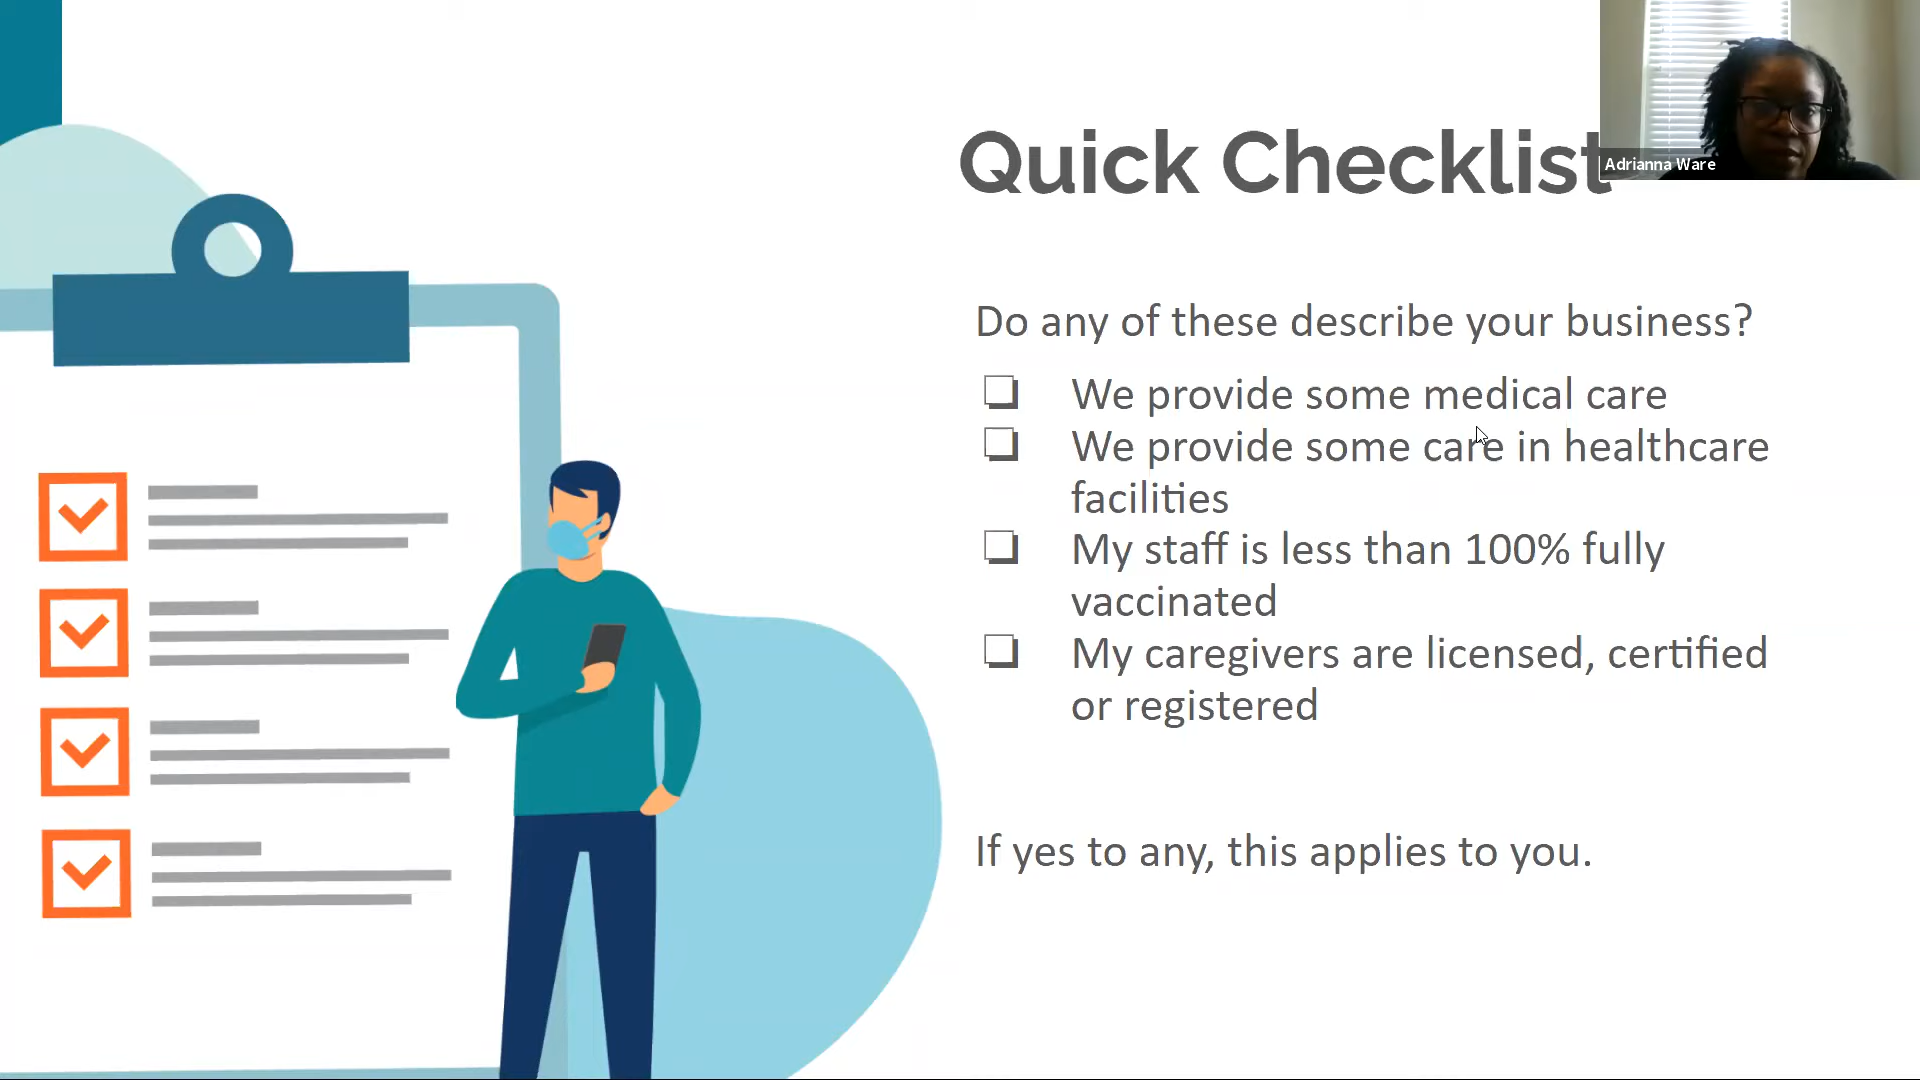 Quick Checklist
Adrianna Ware
Do any of these describe your business?
❏ We provide some medical care
❏ We provide some care in healthcare
facilities
❏ My staff is less than 100% fully
vaccinated
❏ My caregivers are licensed, certified
or registered
If yes to any, this applies to you.